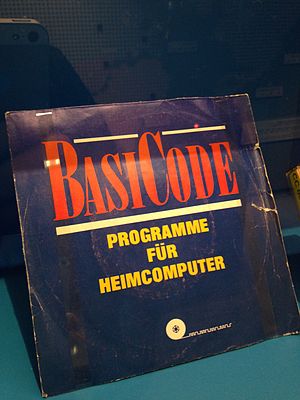 BASICODE
PROGRAMME
FÜR
HEIMCOMPUTER